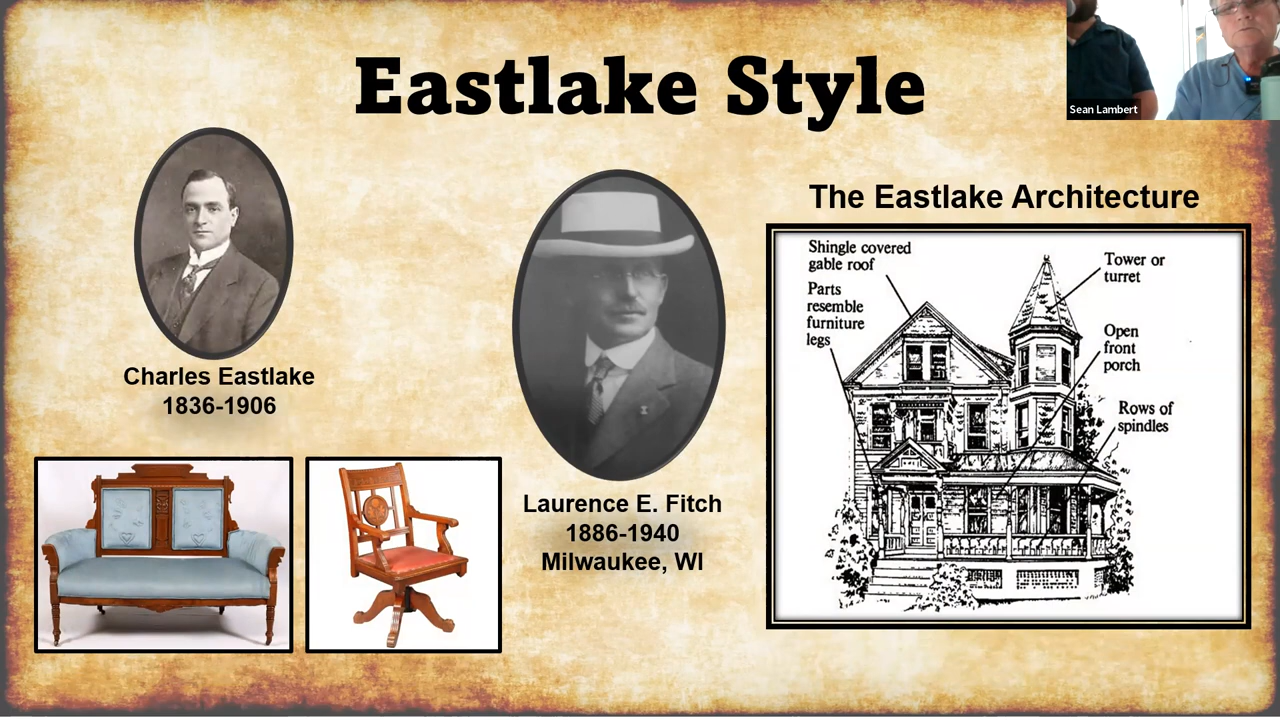 Eastlake Style
Sean Lambert
Charles Eastlake
1836-1906
Laurence E. Fitch
1886-1940
Milwaukee, WI
The Eastlake Architecture
Shingle covered
gable roof
Parts
resemble
furniture
legs
Tower or
turret
Open
front
porch
Rows of
spindles